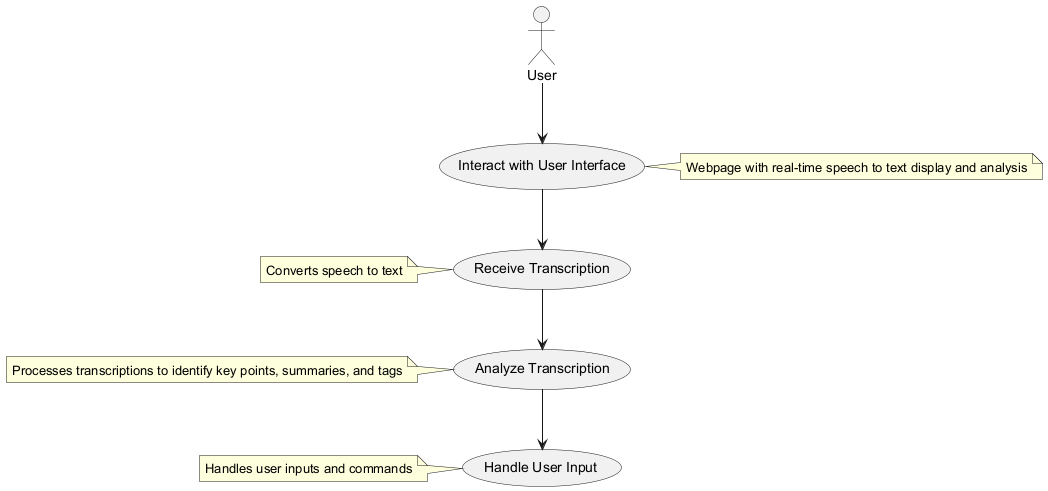 User
Interact with User Interface
Webpage with real-time speech to text display and analysis
Converts speech to text
Receive Transcription
Processes transcriptions to identify key points, summaries, and tags
Analyze Transcription
Handles user inputs and commands
Handle User Input